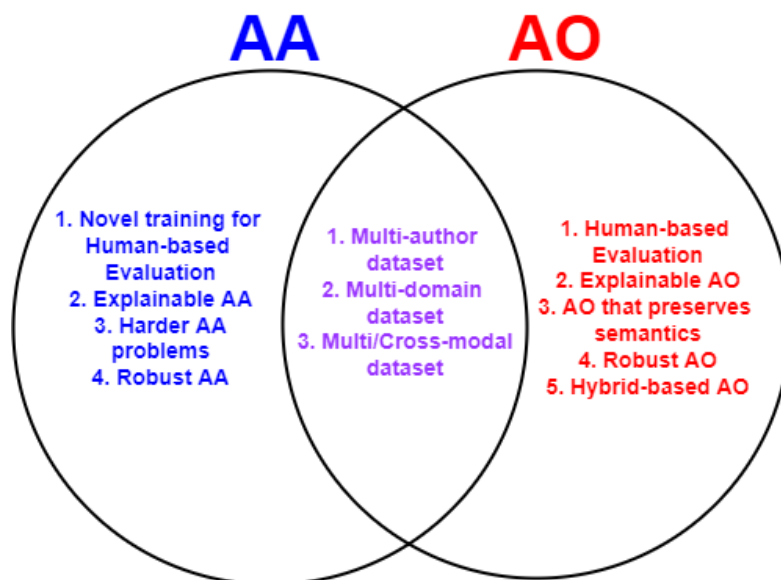 AA
AO
1. Novel training for
Human-based
Evaluation
2. Explainable AA
3. Harder AA
problems
4. Robust AA
1. Multi-author
dataset
2. Multi-domain
dataset
3. Multi/Cross-modal
dataset
1. Human-based
Evaluation
2. Explainable AO
3. AO that preserves
semantics
4. Robust AO
5. Hybrid-based AO